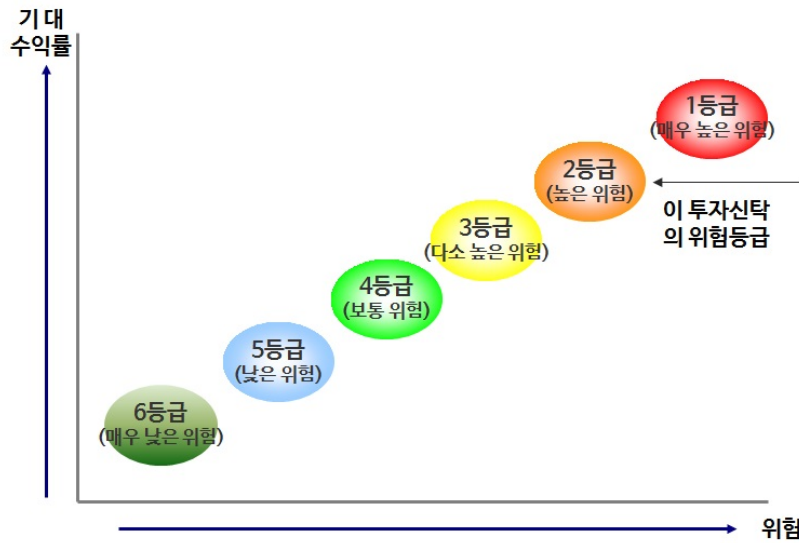 기 대
수익률
1등급
(매우 높은 위험)
2등급
(높은 위험)
이 투자신탁
의 위험등급
3등급
(다소 높은 위험)
4등급
(보통 위험)
5등급
(낮은 위험)
6등급
(매우 낮은 위험)
위험